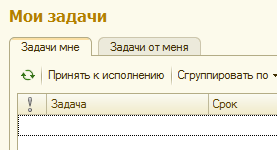 Мои задачи
Задачи мне Задачи от меня
Принять к исполнению Сгруппировать по
! Задача Срок